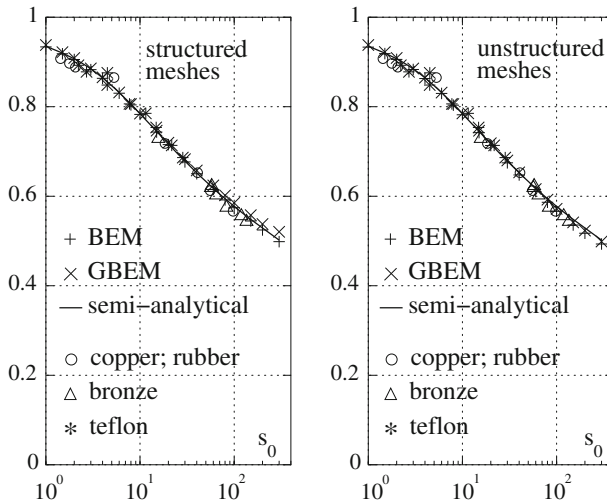 1
0.8
0.6
0.4
0.2
0
structured
meshes
BEM
GBEM
semi−analytical
copper; rubber
bronze
teflon
s0
10^0
10^1
10^2
1
0.8
0.6
0.4
0.2
0
unstructured
meshes
BEM
GBEM
semi−analytical
copper; rubber
bronze
teflon
s0
10^0
10^1
10^2